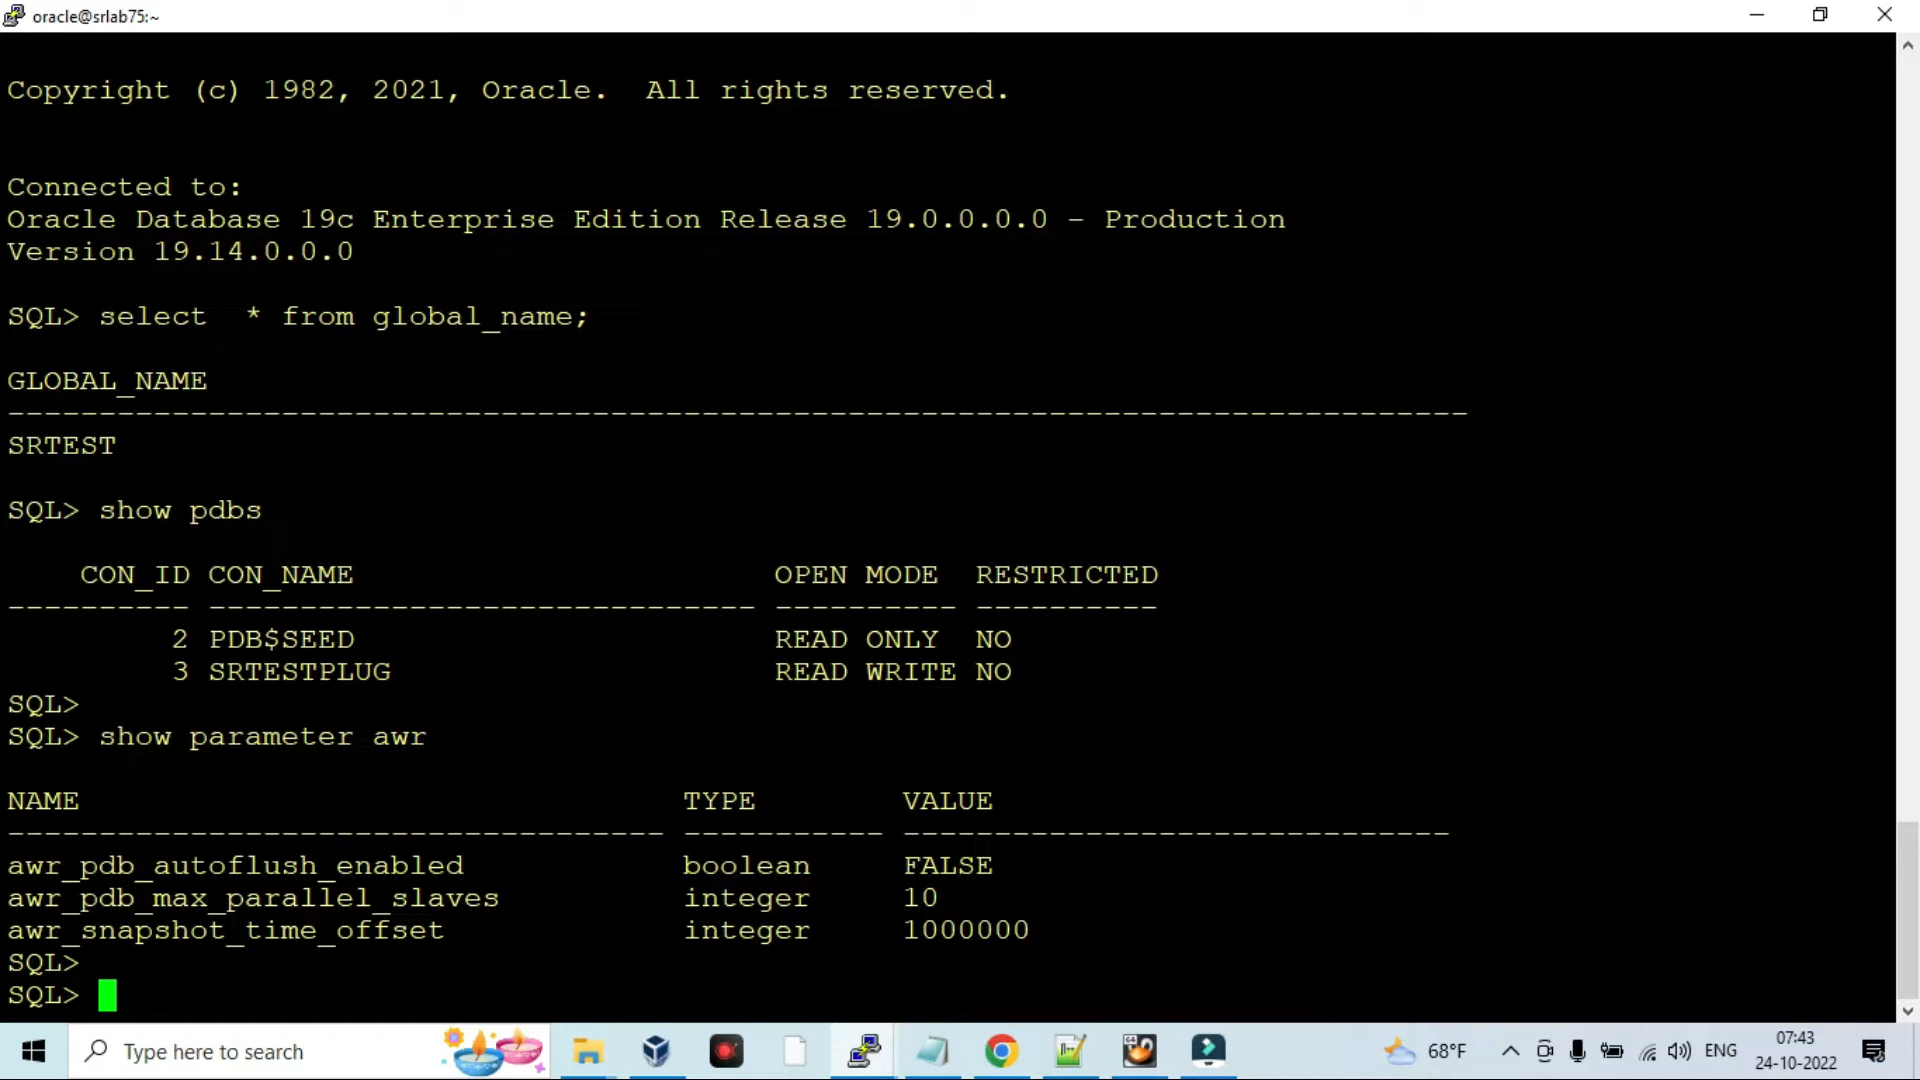 oracle@srlab75:~
Copyright (c) 1982, 2021, Oracle.  All rights reserved.
Connected to:
Oracle Database 19c Enterprise Edition Release 19.0.0.0.0 - Production
Version 19.14.0.0.0
SQL> select  * from global_name;
GLOBAL_NAME
--------------------------------------------------------------------------------
SRTEST
SQL> show pdbs
    CON_ID CON_NAME                       OPEN MODE  RESTRICTED
---------- ------------------------------ ---------- ----------
         2 PDB$SEED                       READ ONLY  NO
         3 SRTESTPLUG                     READ WRITE NO
SQL>
SQL> show parameter awr
NAME                                 TYPE        VALUE
------------------------------------ ----------- ------------------------------
awr_pdb_autoflush_enabled            boolean     FALSE
awr_pdb_max_parallel_slaves          integer     10
awr_snapshot_time_offset             integer     1000000
SQL>
SQL>
Type here to search
68°F
ENG
07:43
24-10-2022